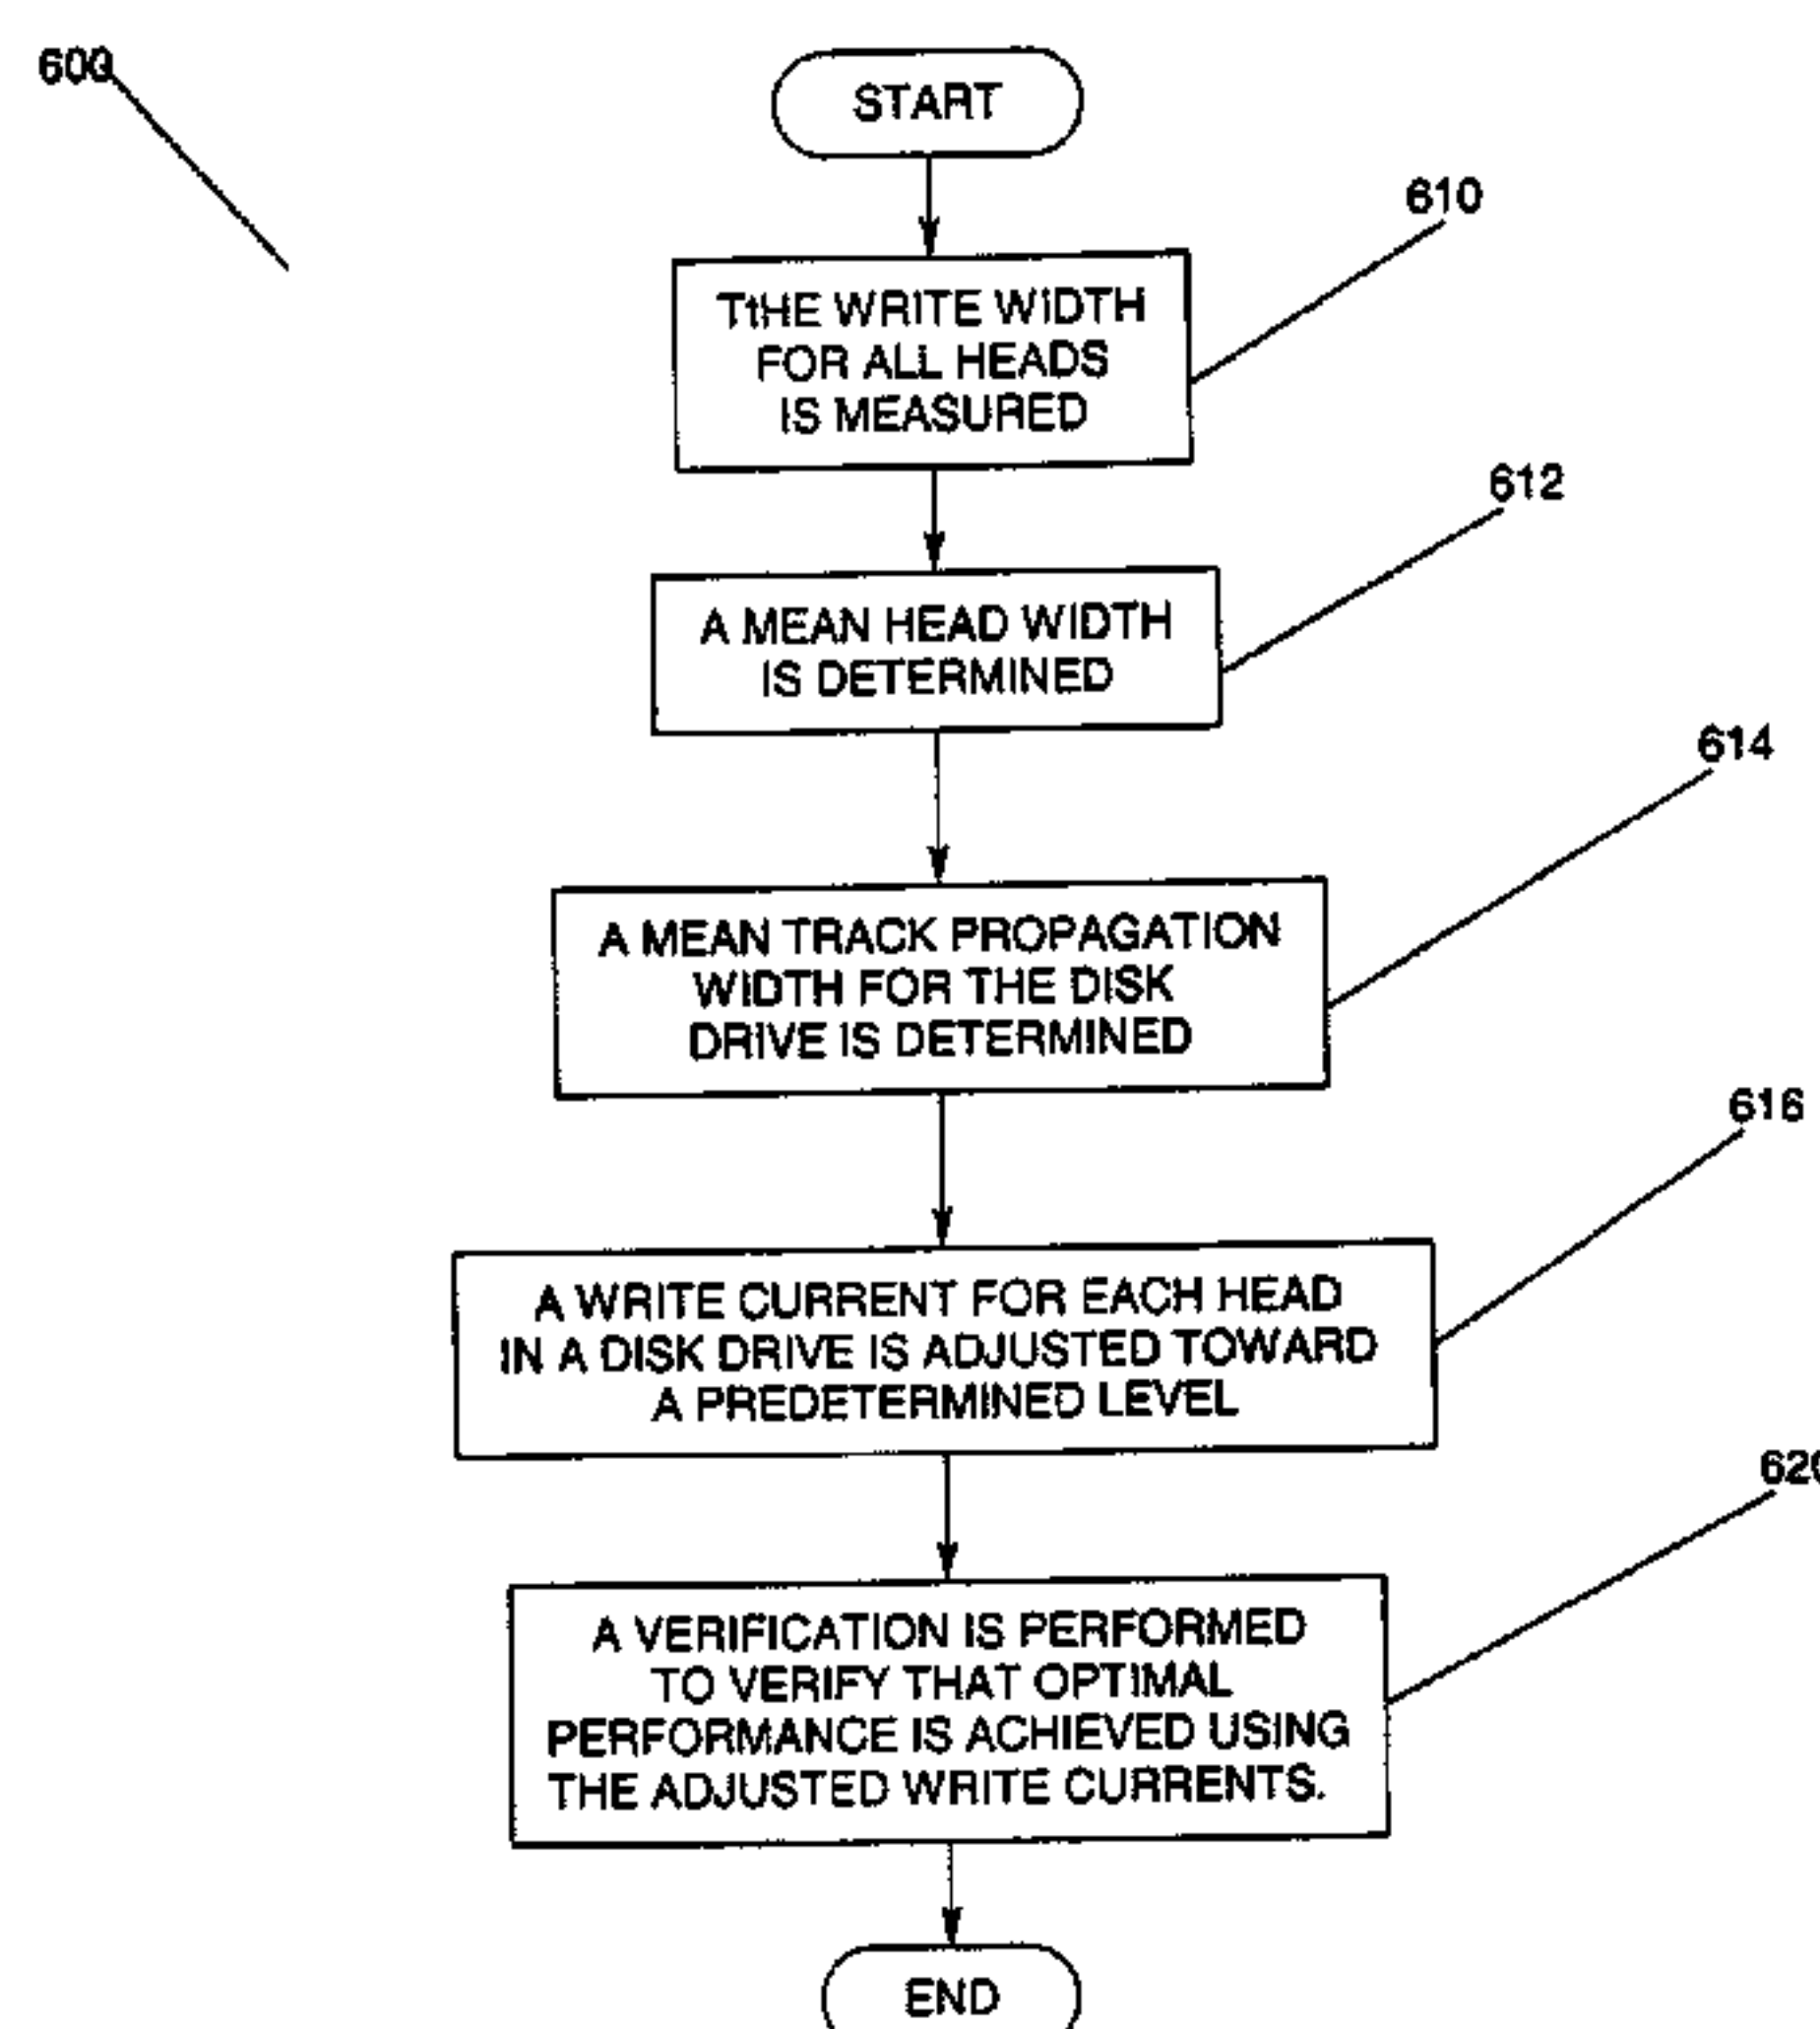 600
START
610
TtHE WRITE WIDTH
FOR ALL HEADS
IS MEASURED
612
A MEAN HEAD WIDTH
IS DETERMINED
614
A MEAN TRACK PROPAGATION
WIDTH FOR THE DISK
DRIVE IS DETERMINED
616
A WRITE CURRENT FOR EACH HEAD
IN A DISK DRIVE IS ADJUSTED TOWARD
A PREDETERMINED LEVEL
620
A VERIFICATION IS PERFORMED
TO VERIFY THAT OPTIMAL
PERFORMANCE IS ACHIEVED USING
THE ADJUSTED WRITE CURRENTS.
END